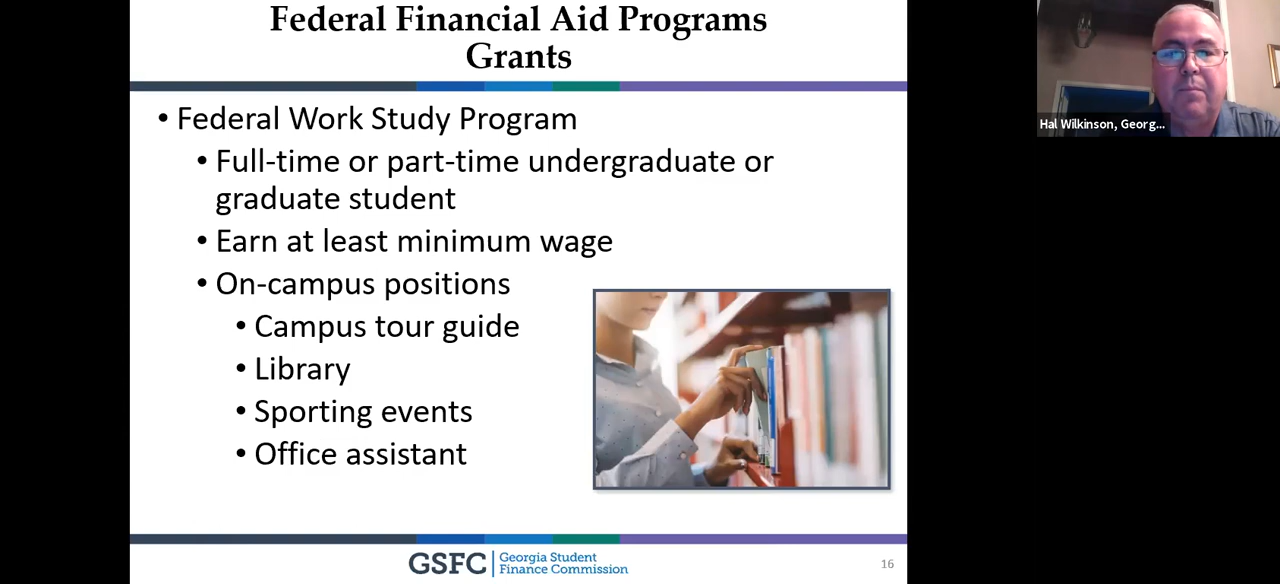 Federal Financial Aid Programs
Grants
• Federal Work Study Program
• Full-time or part-time undergraduate or
graduate student
• Earn at least minimum wage
• On-campus positions
• Campus tour guide
• Library
• Sporting events
• Office assistant
GSFC
Georgia Student
Finance Commission
16
Hal Wilkinson, Georg...